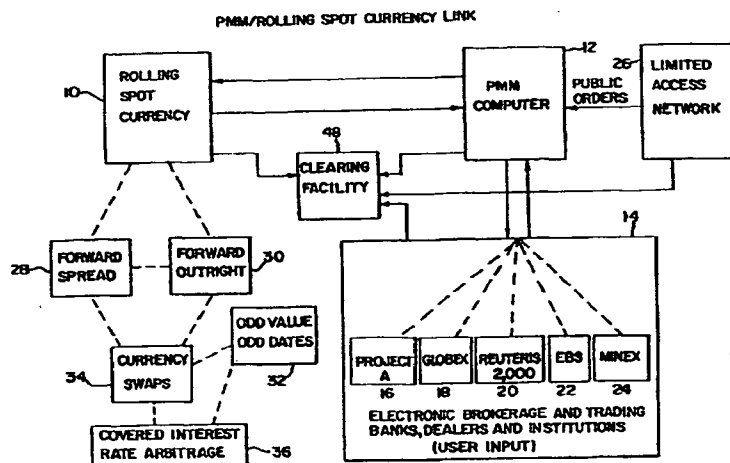 PMM/ROLLING SPOT CURRENCY LINK
10
ROLLING
SPOT
CURRENCY
12
PMM
COMPUTER
26
PUBLIC
ORDERS
LIMITED
ACCESS
NETWORK
48
CLEARING
FACILITY
14
28
FORWARD
SPREAD
FORWARD
OUTRIGHT
30
ODD VALUE
ODD DATES
32
34
CURRENCY
SWAPS
COVERED INTEREST
RATE ARBITRAGE
36
PROJECT
A
16
GLOBEX
18
REUTERIS
2,000
20
EBS
22
MINEX
24
ELECTRONIC BROKERAGE AND TRADING
BANKS, DEALERS AND INSTITUTIONS
(USER INPUT)